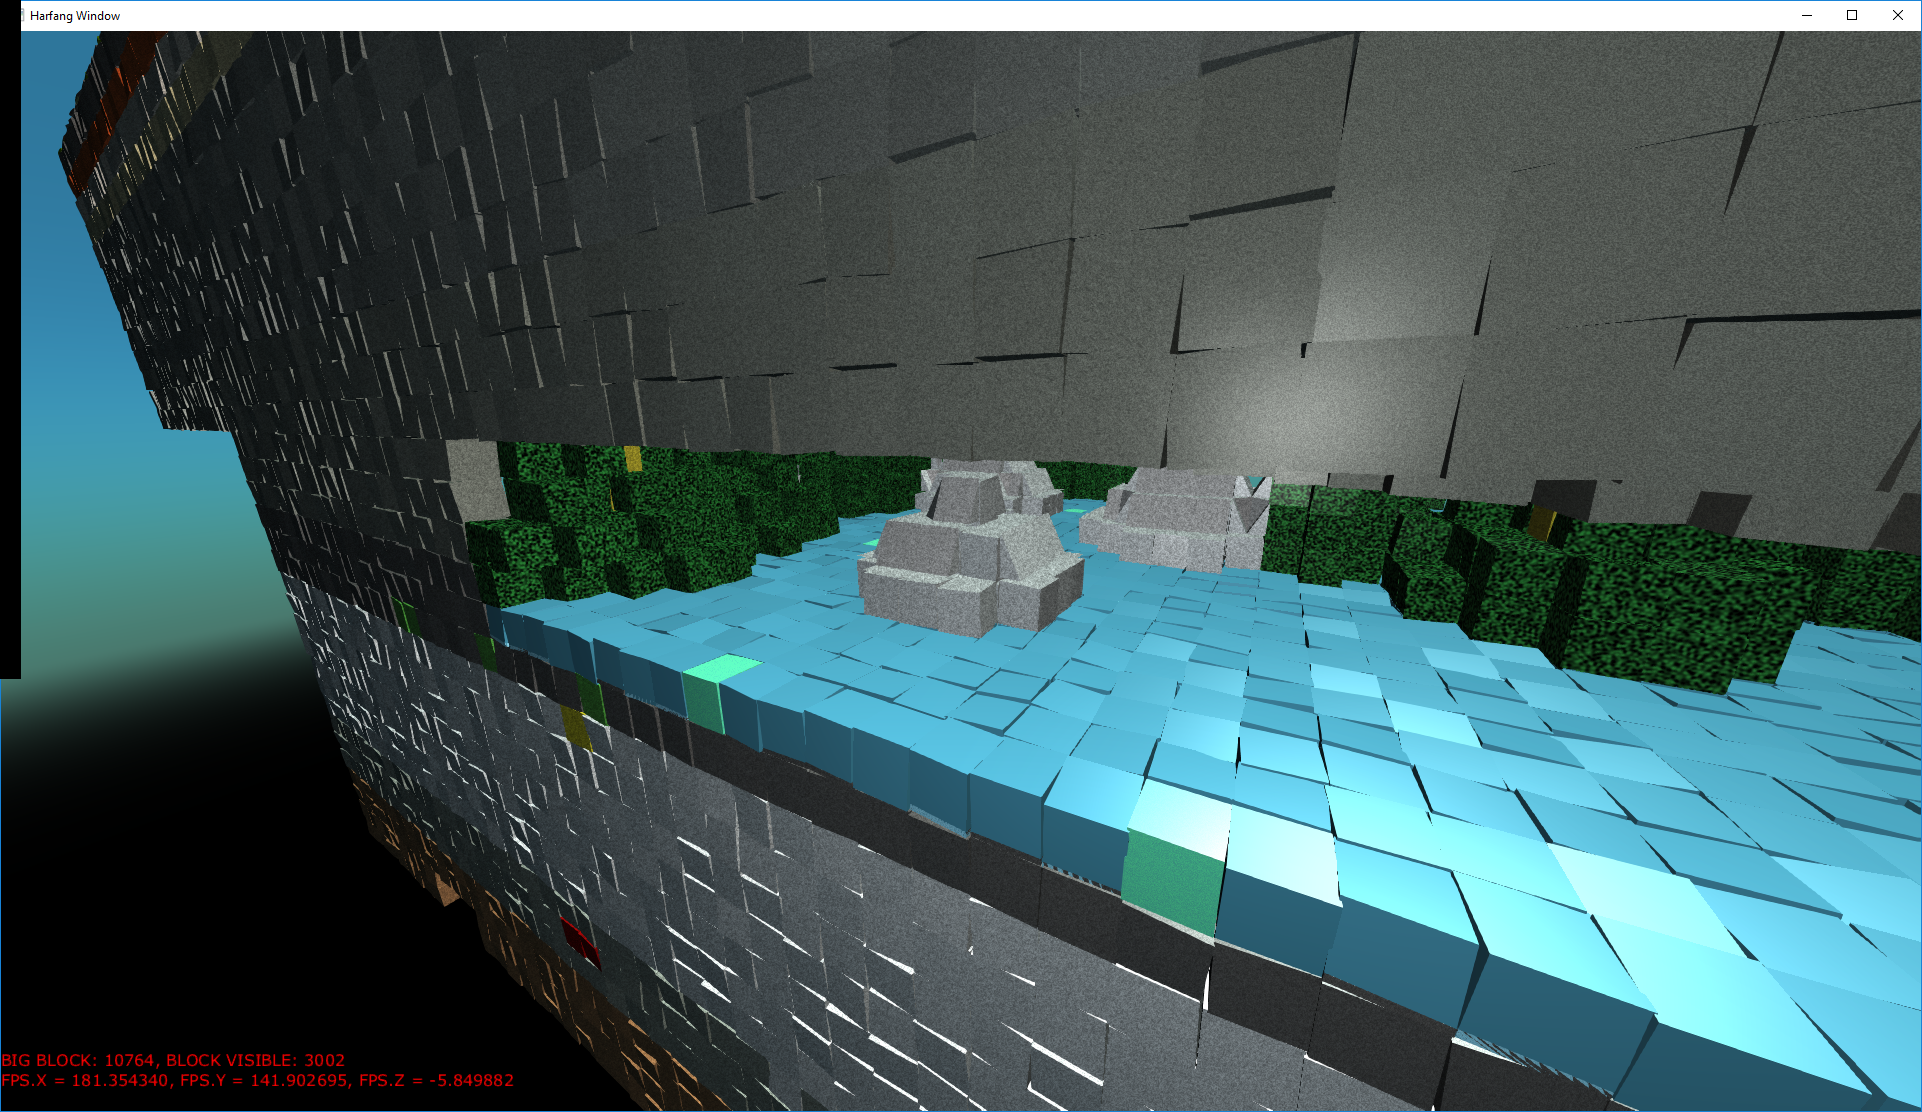 Harfang Window
BIG BLOCK: 10764, BLOCK VISIBLE: 3002
FPS.X = 181.354340, FPS.Y = 141.902695, FPS.Z = -5.849882